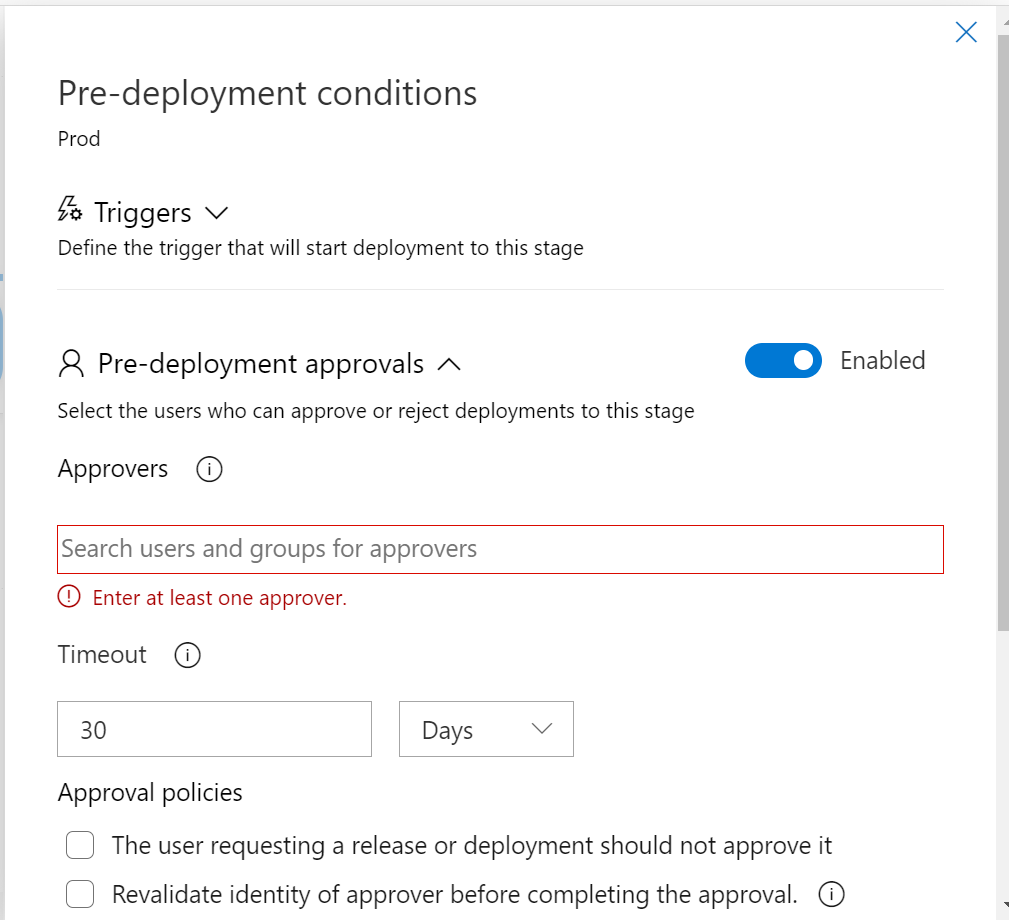 Pre-deployment conditions
Prod
Triggers
Define the trigger that will start deployment to this stage
Pre-deployment approvals
Enabled
Select the users who can approve or reject deployments to this stage
Approvers
Search users and groups for approvers
Enter at least one approver.
Timeout
30
Days
Approval policies
The user requesting a release or deployment should not approve it
Revalidate identity of approver before completing the approval.